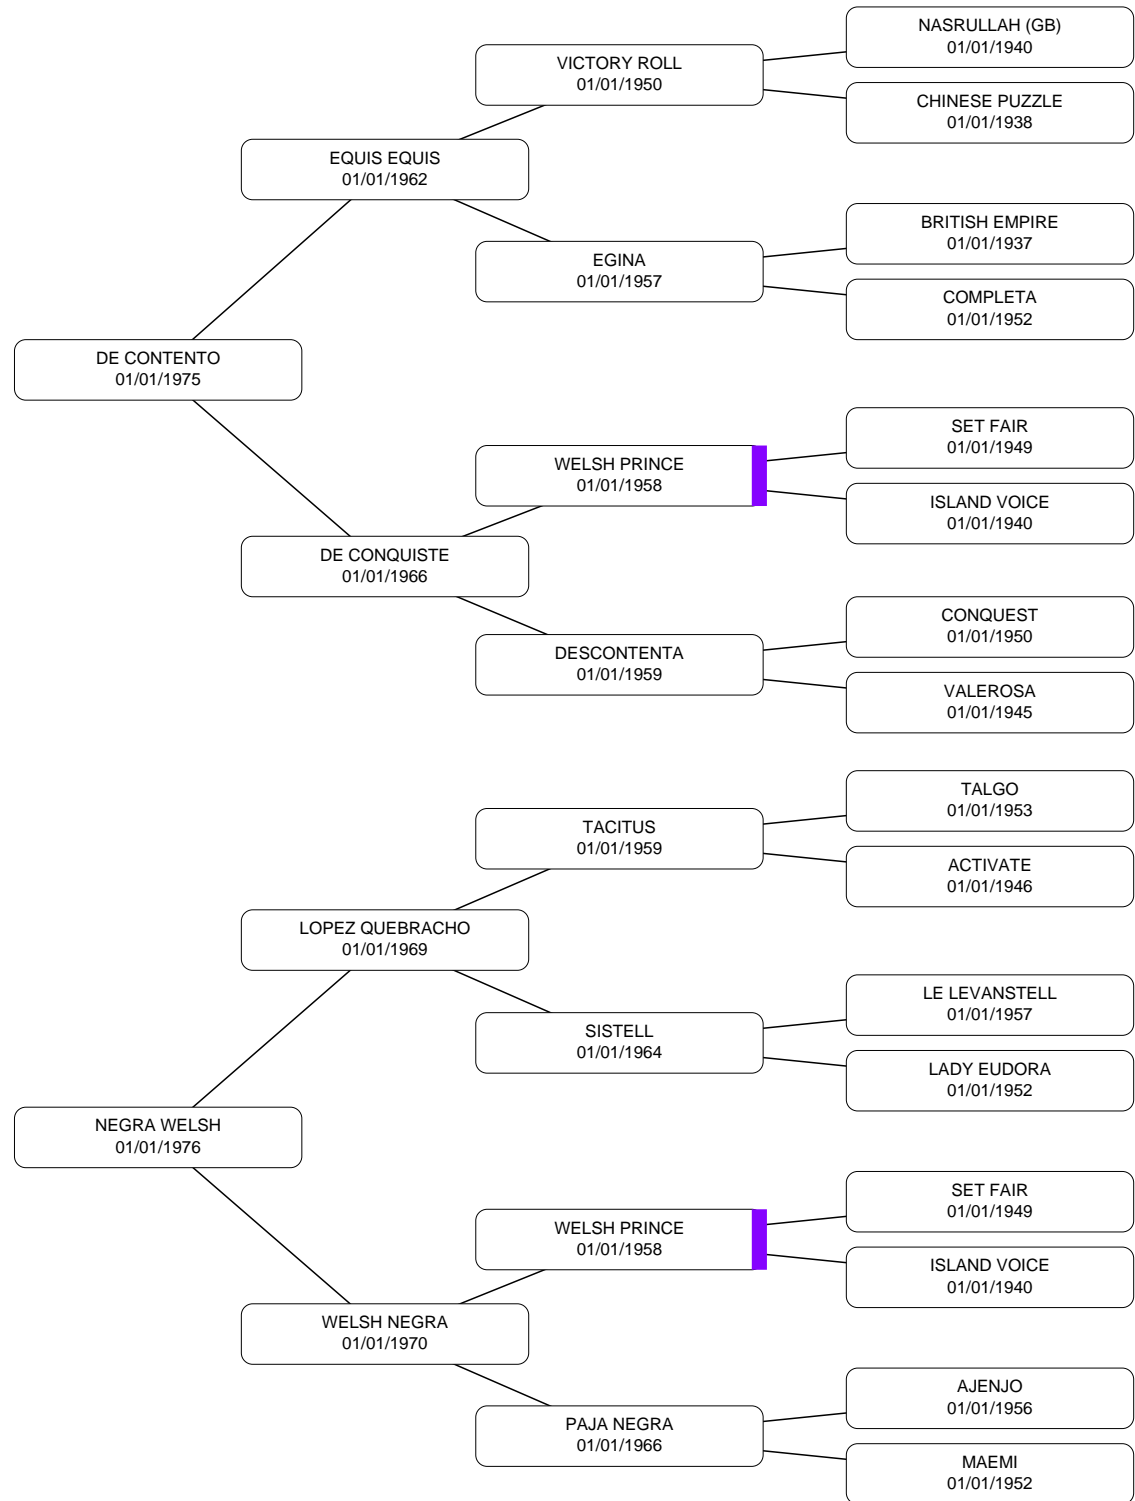 NASRULLAH (GB)
01/01/1940
VICTORY ROLL
01/01/1950
CHINESE PUZZLE
01/01/1938
EQUIS EQUIS
01/01/1962
BRITISH EMPIRE
01/01/1937
EGINA
01/01/1957
COMPLETA
01/01/1952
DE CONTENTO
01/01/1975
SET FAIR
01/01/1949
WELSH PRINCE
01/01/1958
ISLAND VOICE
01/01/1940
DE CONQUISTE
01/01/1966
CONQUEST
01/01/1950
DESCONTENTA
01/01/1959
VALEROSA
01/01/1945
TALGO
01/01/1953
TACITUS
01/01/1959
ACTIVATE
01/01/1946
LOPEZ QUEBRACHO
01/01/1969
LE LEVANSTELL
01/01/1957
SISTELL
01/01/1964
LADY EUDORA
01/01/1952
NEGRA WELSH
01/01/1976
SET FAIR
01/01/1949
WELSH PRINCE
01/01/1958
ISLAND VOICE
01/01/1940
WELSH NEGRA
01/01/1970
AJENJO
01/01/1956
PAJA NEGRA
01/01/1966
MAEMI
01/01/1952